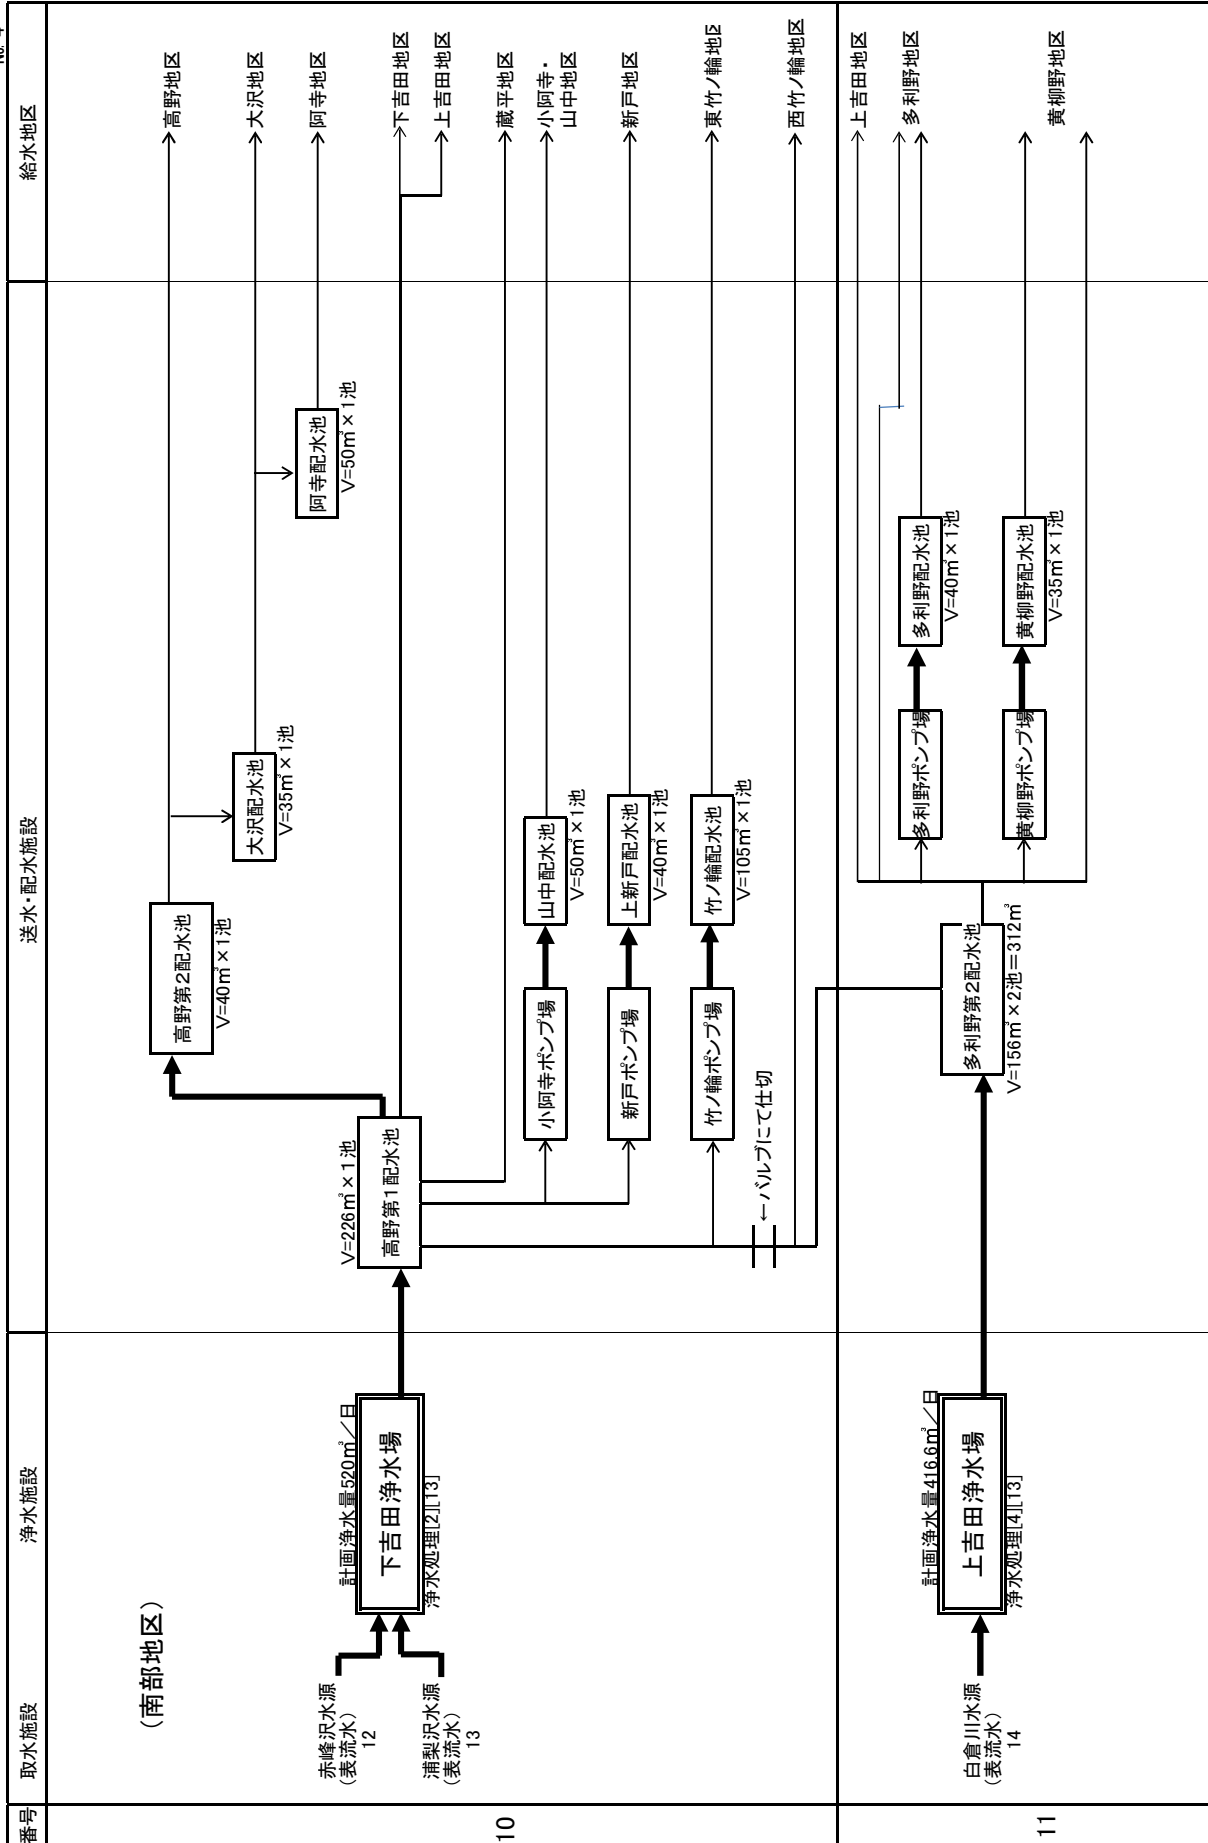 番号
取水施設
浄水施設
送水・配水施設
給水地区
(南部地区)
10
赤峰沢水源
(表流水)
12
浦梨沢水源
(表流水)
13
計画浄水量520㎥/日
下吉田浄水場
浄水処理[2][13]
V=226㎥×1池
高野第1配水池
高野第2配水池
V=40㎥×1池
大沢配水池
V=35㎥×1池
阿寺配水池
V=50㎥×1池
小阿寺ポンプ場
山中配水池
V=50㎥×1池
新戸ポンプ場
上新戸配水池
V=40㎥×1池
竹ノ輪ポンプ場
竹ノ輪配水池
V=105㎥×1池
←バルブにて仕切
高野地区
大沢地区
阿寺地区
下吉田地区
上吉田地区
蔵平地区
小阿寺・
山中地区
新戸地区
東竹ノ輪地区
西竹ノ輪地区
11
白倉川水源
(表流水)
14
計画浄水量416.6㎥/日
上吉田浄水場
浄水処理[4][13]
多利野第2配水池
V=156㎥×2池=312㎥
多利野ポンプ場
多利野配水池
V=40㎥×1池
黄柳野ポンプ場
黄柳野配水池
V=35㎥×1池
上吉田地区
多利野地区
黄柳野地区